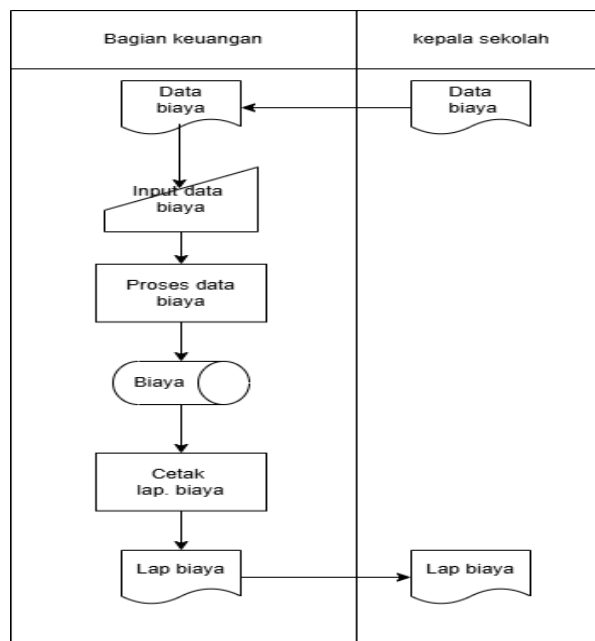 Bagian keuangan
kepala sekolah
Data
biaya
Data
biaya
Input data
biaya
Proses data
biaya
Biaya
Cetak
lap. biaya
Lap biaya
Lap biaya